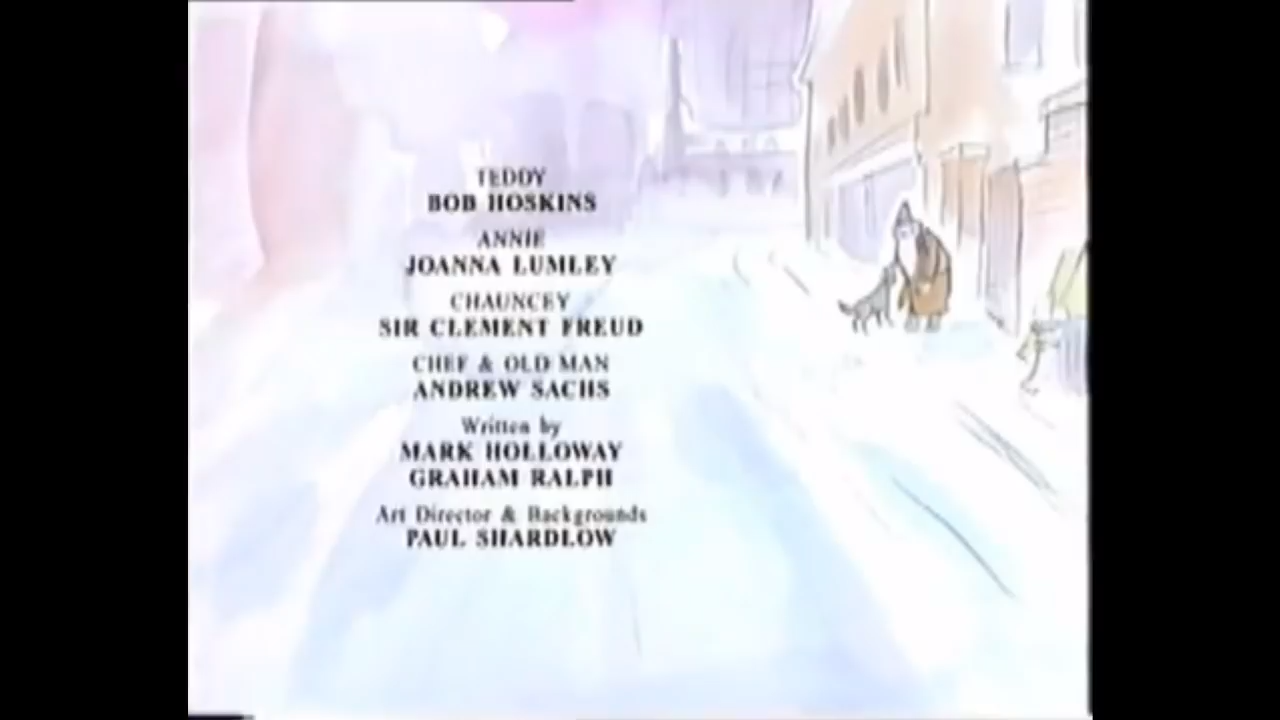 TEDDY
BOB HOSKINS
ANNIE
JOANNA LUMLEY
CHAUNCEY
SIR CLEMENT FREUD
CHEF & OLD MAN
ANDREW SACHS
Written by
MARK HOLLOWAY
GRAHAM RALPH
Art Director & Backgrounds
PAUL SHARDLOW